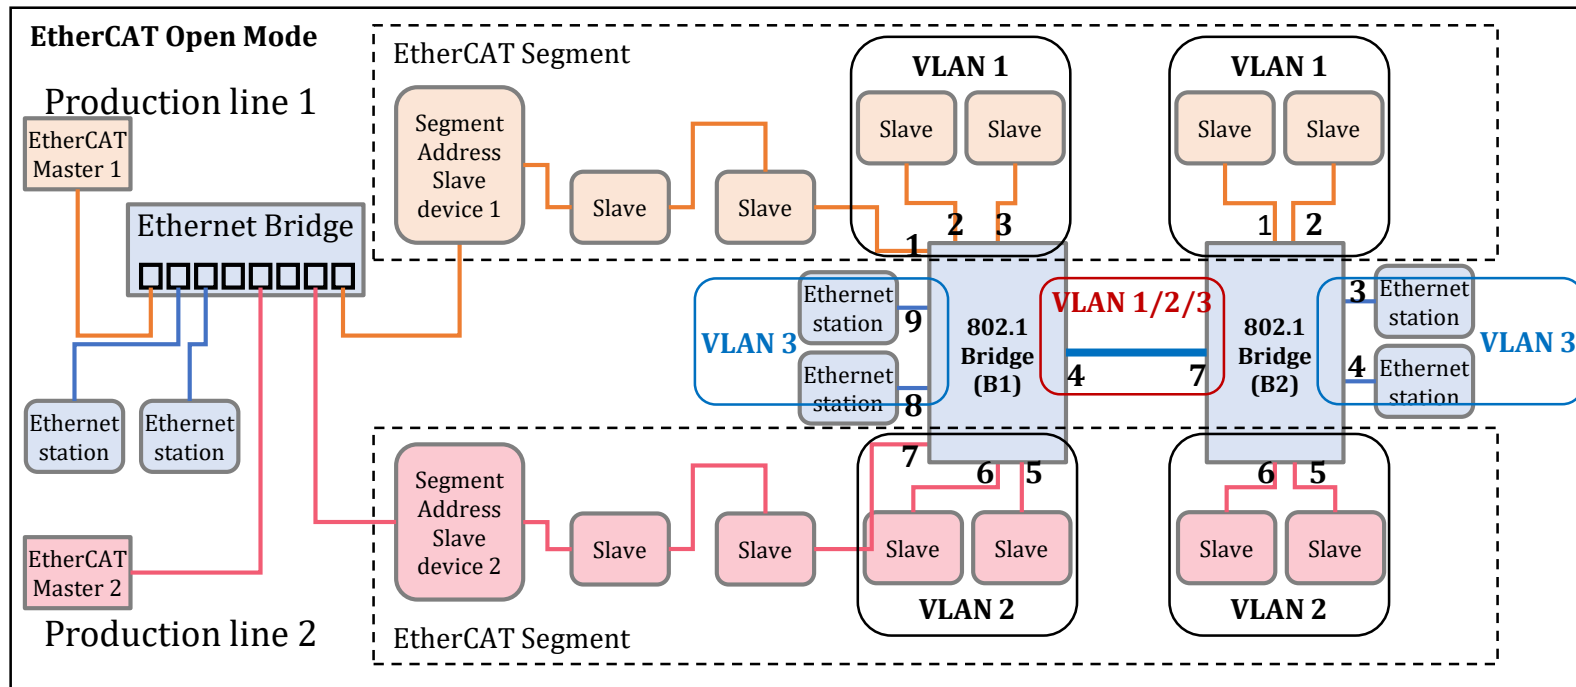 EtherCAT Open Mode
EtherCAT Segment
VLAN 1
VLAN 1
Production line 1
EtherCAT
Master 1
Segment
Address
Slave
device 1
Slave
Slave
Slave
Slave
Slave
Slave
Ethernet Bridge
1
2
3
1
2
Ethernet
station
9
Ethernet
station
8
VLAN 3
802.1
Bridge
(B1)
VLAN 1/2/3
4
7
802.1
Bridge
(B2)
3
Ethernet
station
4
Ethernet
station
VLAN 3
Ethernet
station
Ethernet
station
7
6
5
6
5
Segment
Address
Slave
device 2
Slave
Slave
Slave
Slave
Slave
Slave
EtherCAT
Master 2
VLAN 2
VLAN 2
Production line 2
EtherCAT Segment